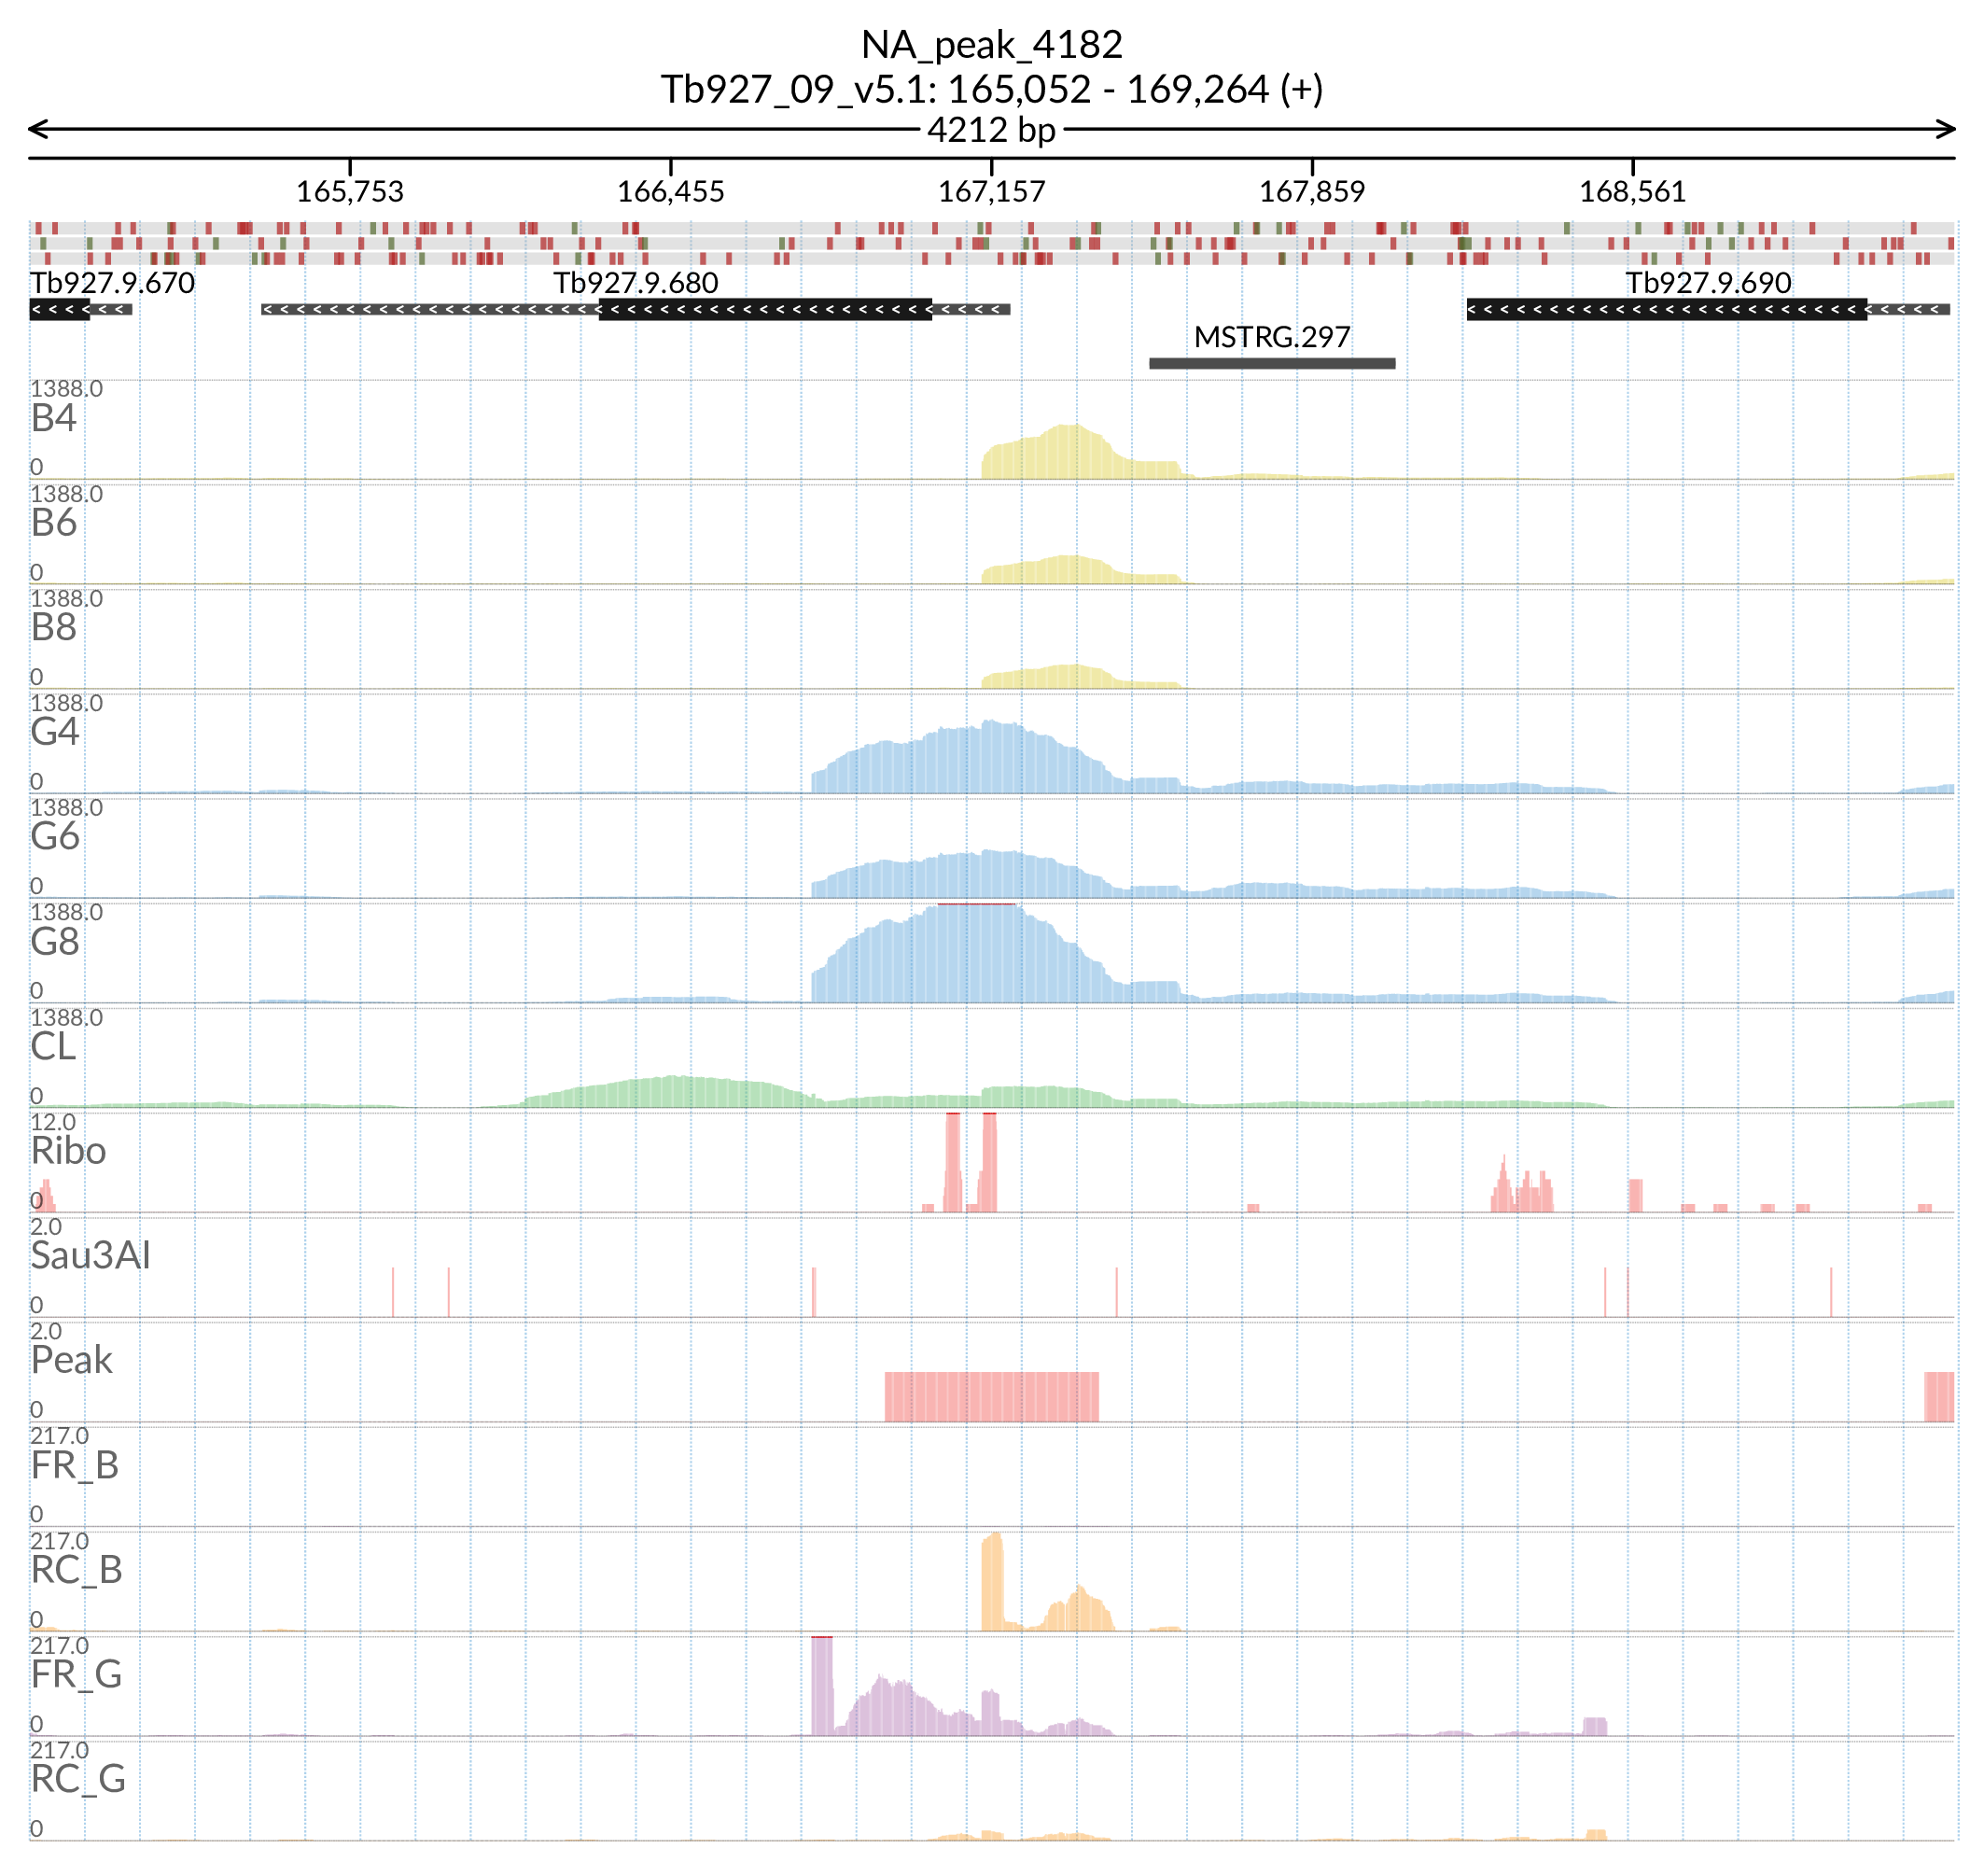 NA_peak_4182
Tb927_09_v5.1: 165,052 - 169,264 (+)
4212 bp
165,753 166,455 167,157 167,859 168,561
Tb927.9.670 Tb927.9.680 Tb927.9.690
MSTRG.297
1388.0
B4
0
1388.0
B6
0
1388.0
B8
0
1388.0
G4
0
1388.0
G6
0
1388.0
G8
0
1388.0
CL
0
12.0
Ribo
0
2.0
Sau3AI
0
2.0
Peak
0
217.0
FR_B
0
217.0
RC_B
0
217.0
FR_G
0
217.0
RC_G
0